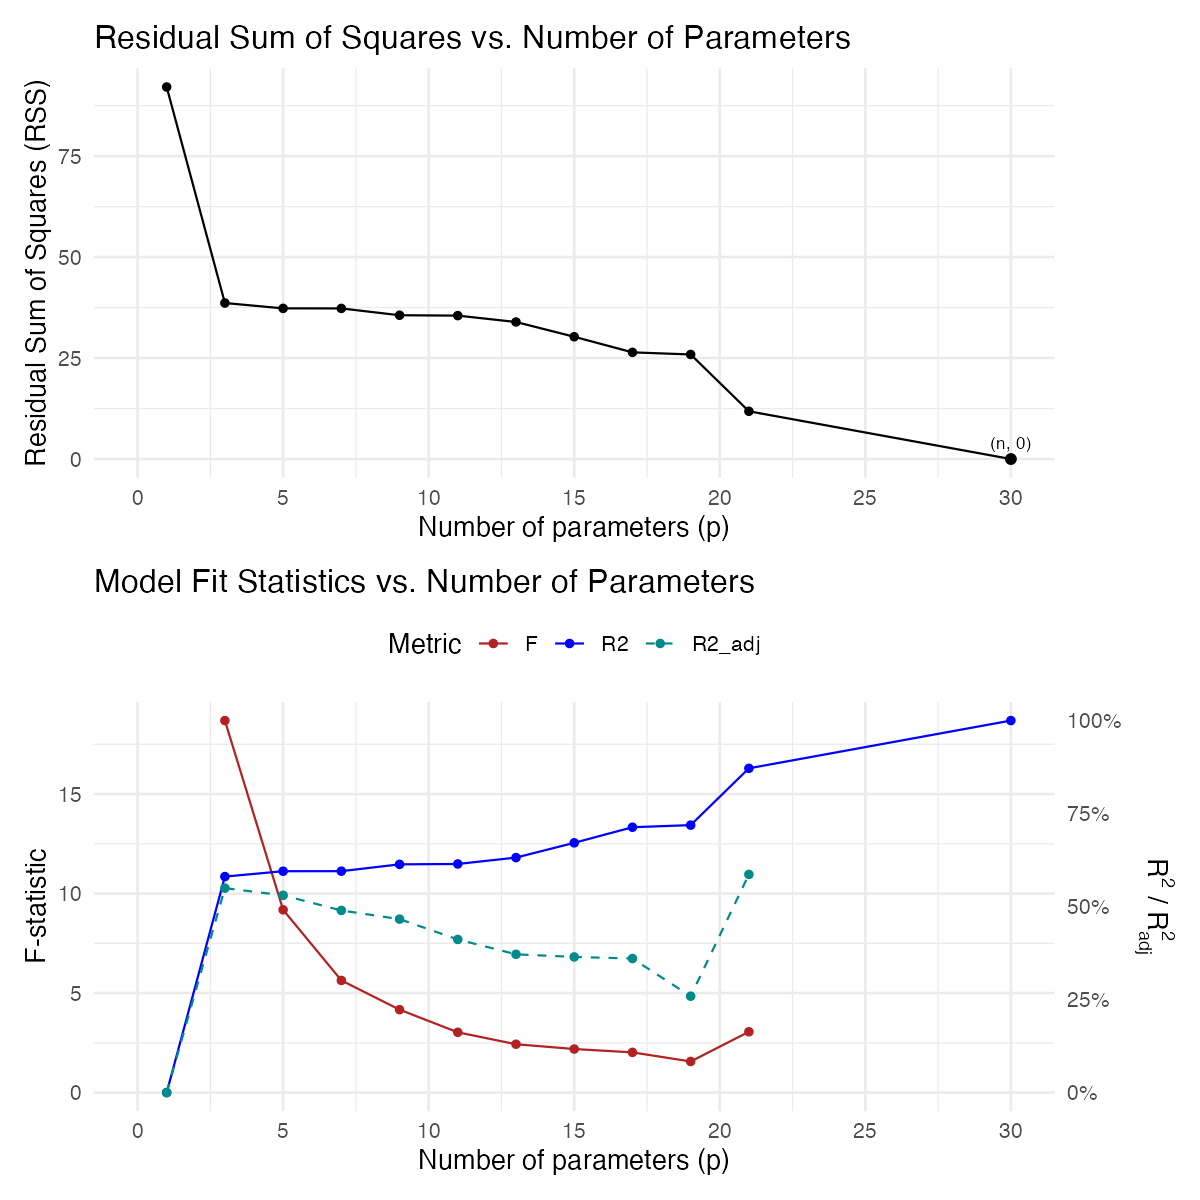 Residual Sum of Squares vs. Number of Parameters
Residual Sum of Squares (RSS)
75
50
25
0
(n, 0)
0 5 10 15 20 25 30
Number of parameters (p)
Model Fit Statistics vs. Number of Parameters
Metric F R2 R2_adj
F-statistic
15
10
5
0
100%
75%
50%
25%
0%
R² / R²adj
0 5 10 15 20 25 30
Number of parameters (p)